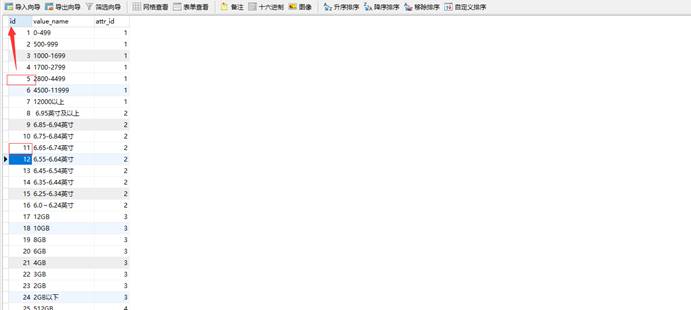 导入向导 导出向导 筛选向导 网格查看 表单查看 备注 十六进制 图像 升序排序 降序排序 移除排序 自定义排序
id value_name attr_id
1 0-499 1
2 500-999 1
3 1000-1699 1
4 1700-2799 1
5 2800-4499 1
6 4500-11999 1
7 12000以上 1
8 6.95英寸及以上 2
9 6.85-6.94英寸 2
10 6.75-6.84英寸 2
11 6.65-6.74英寸 2
12 6.55-6.64英寸 2
13 6.45-6.54英寸 2
14 6.35-6.44英寸 2
15 6.25-6.34英寸 2
16 6.0～6.24英寸 2
17 12GB 3
18 10GB 3
19 8GB 3
20 6GB 3
21 4GB 3
22 3GB 3
23 2GB 3
24 2GB以下 3
25 512GB 4